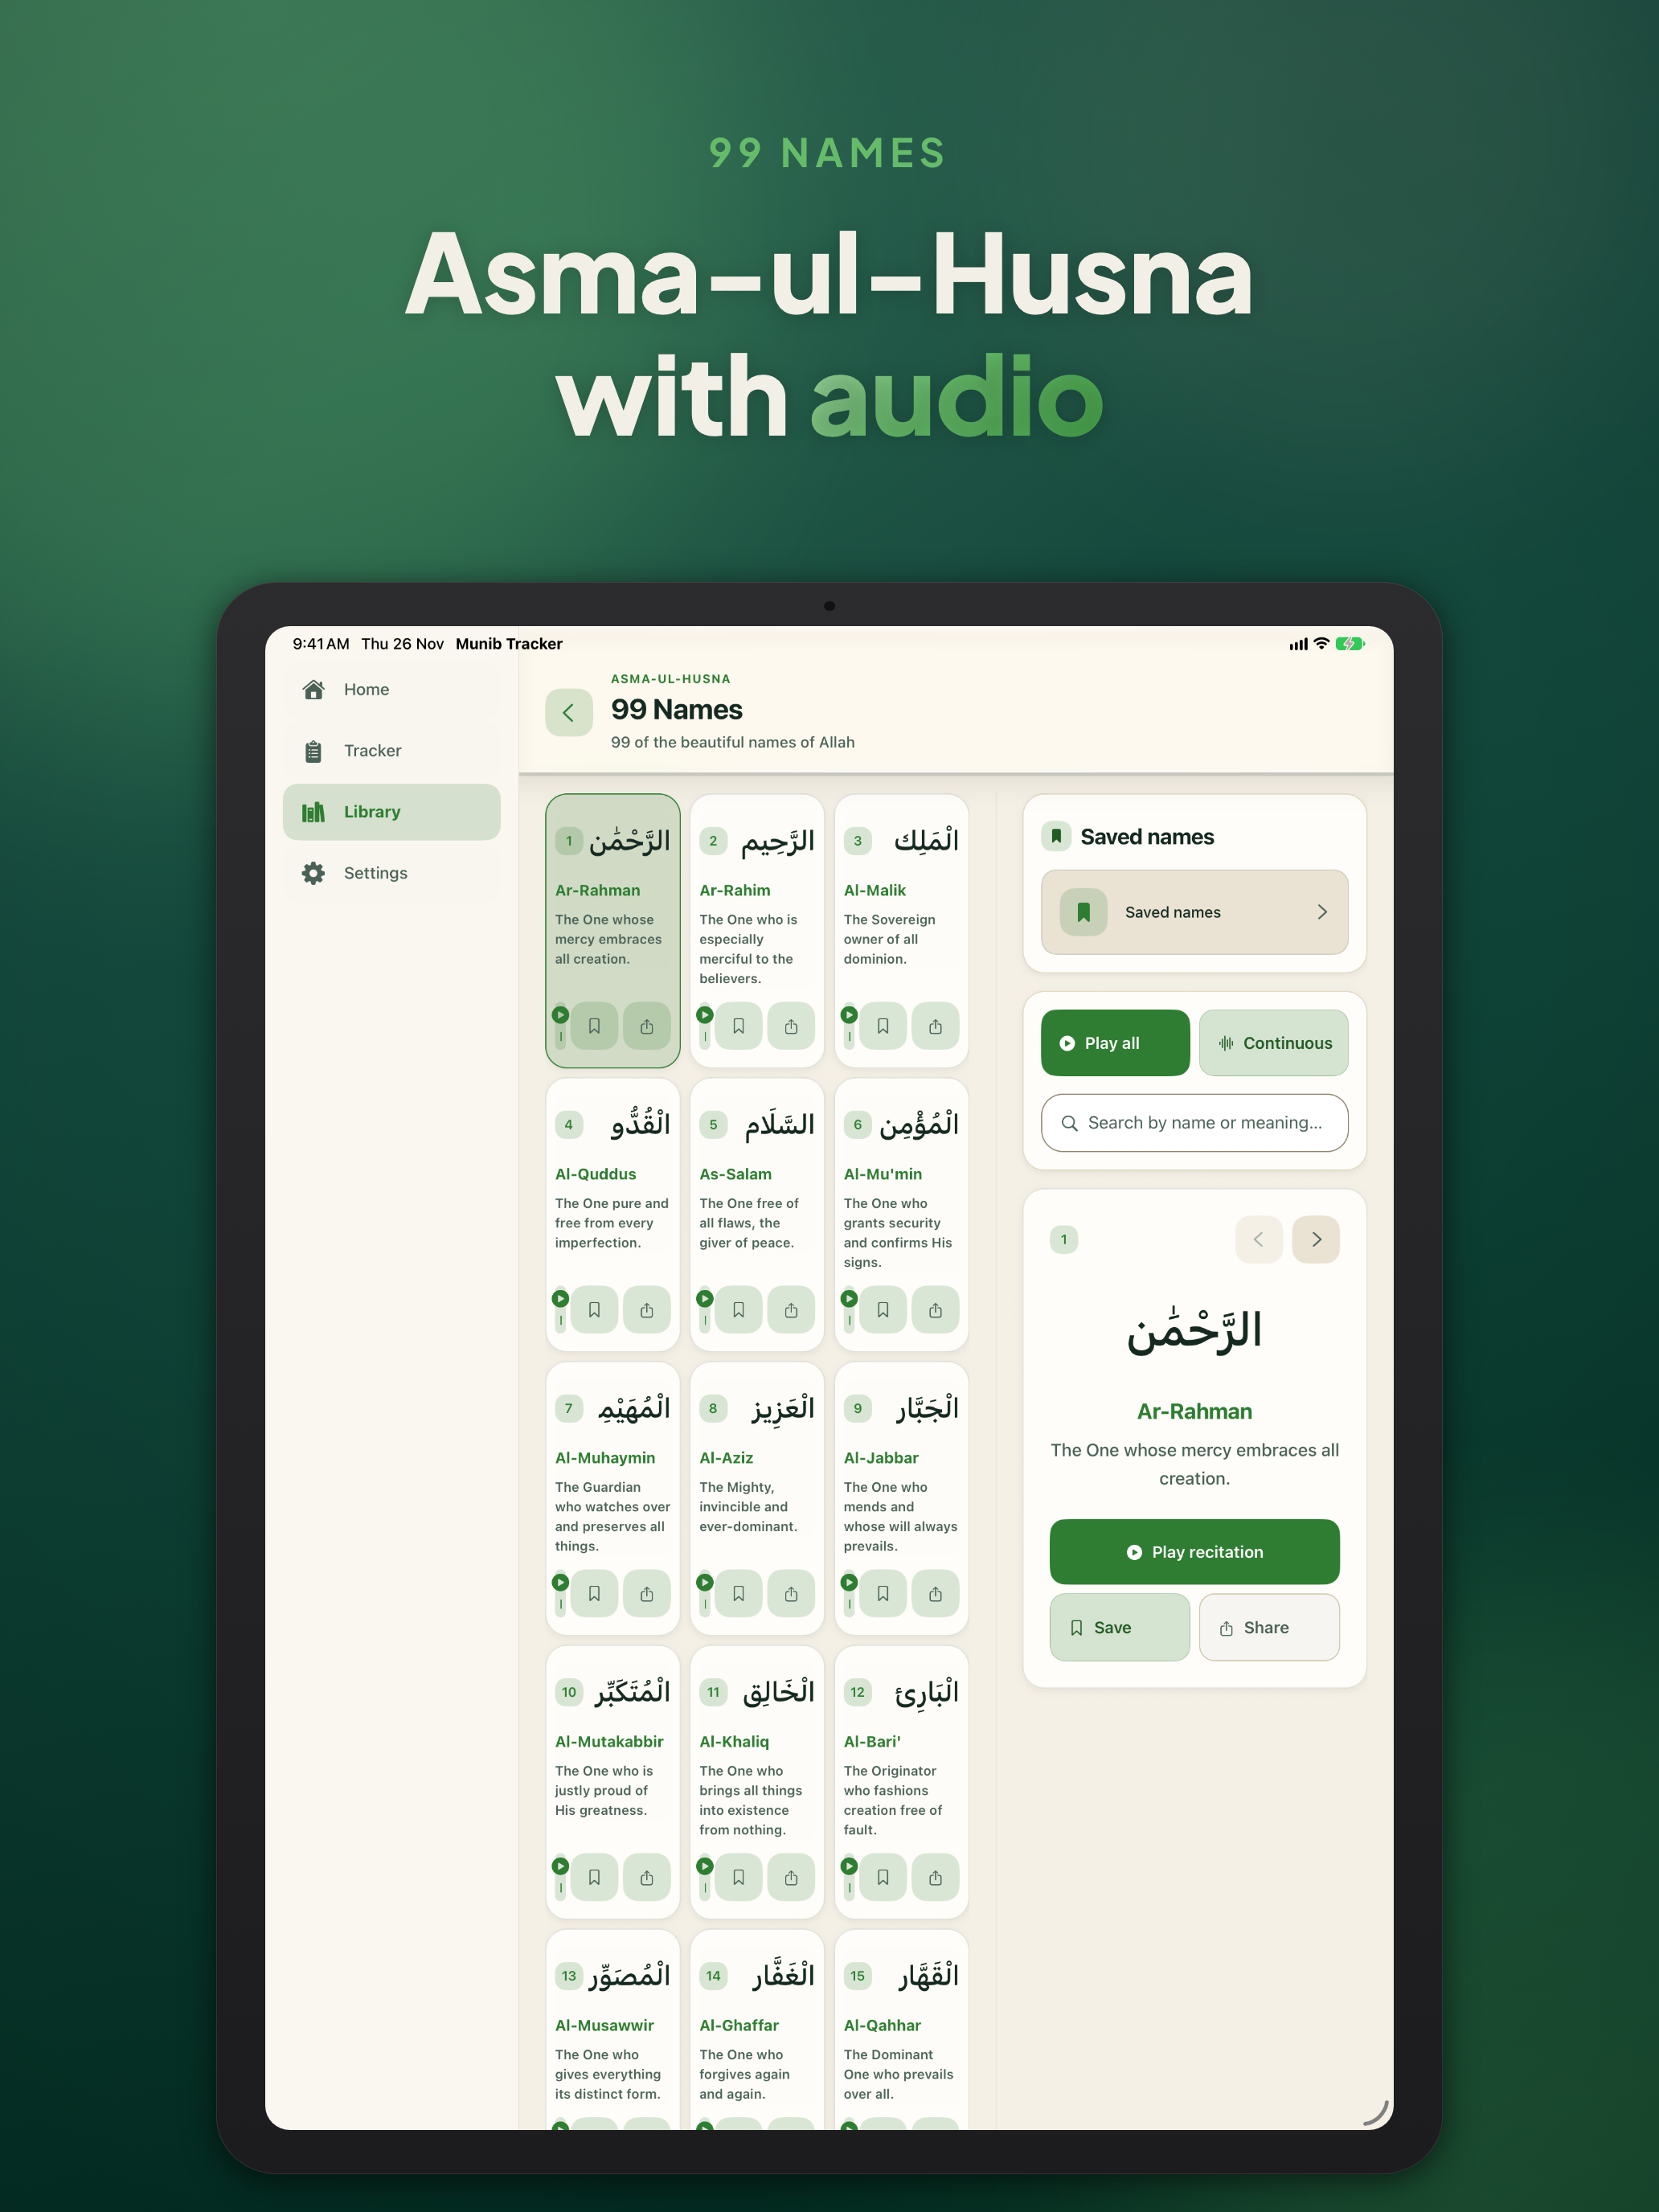 99 NAMES
Asma-ul-Husna
with audio
9:41 AM Thu 26 Nov Munib Tracker
Home
Tracker
Library
Settings
ASMA-UL-HUSNA
99 Names
99 of the beautiful names of Allah
1 الرَّحْمَٰن
Ar-Rahman
The One whose
mercy embraces
all creation.
2 الرَّحِيم
Ar-Rahim
The One who is
especially
merciful to the
believers.
3 الْمَلِك
Al-Malik
The Sovereign
owner of all
dominion.
4 الْقُدُّو
Al-Quddus
The One pure and
free from every
imperfection.
5 السَّلَام
As-Salam
The One free of
all flaws, the
giver of peace.
6 الْمُؤْمِن
Al-Mu'min
The One who
grants security
and confirms His
signs.
7 الْمُهَيْمِ
Al-Muhaymin
The Guardian
who watches over
and preserves all
things.
8 الْعَزِيز
Al-Aziz
The Mighty,
invincible and
ever-dominant.
9 الْجَبَّار
Al-Jabbar
The One who
mends and
whose will always
prevails.
10 الْمُتَكَبِّر
Al-Mutakabbir
The One who is
justly proud of
His greatness.
11 الْخَالِق
Al-Khaliq
The One who
brings all things
into existence
from nothing.
12 الْبَارِئ
Al-Bari'
The Originator
who fashions
creation free of
fault.
13 الْمُصَوِّر
Al-Musawwir
The One who
gives everything
its distinct form.
14 الْغَفَّار
Al-Ghaffar
The One who
forgives again
and again.
15 الْقَهَّار
Al-Qahhar
The Dominant
One who prevails
over all.
Saved names
Saved names
Play all
Continuous
Search by name or meaning...
1
الرَّحْمَٰن
Ar-Rahman
The One whose mercy embraces all
creation.
Play recitation
Save
Share